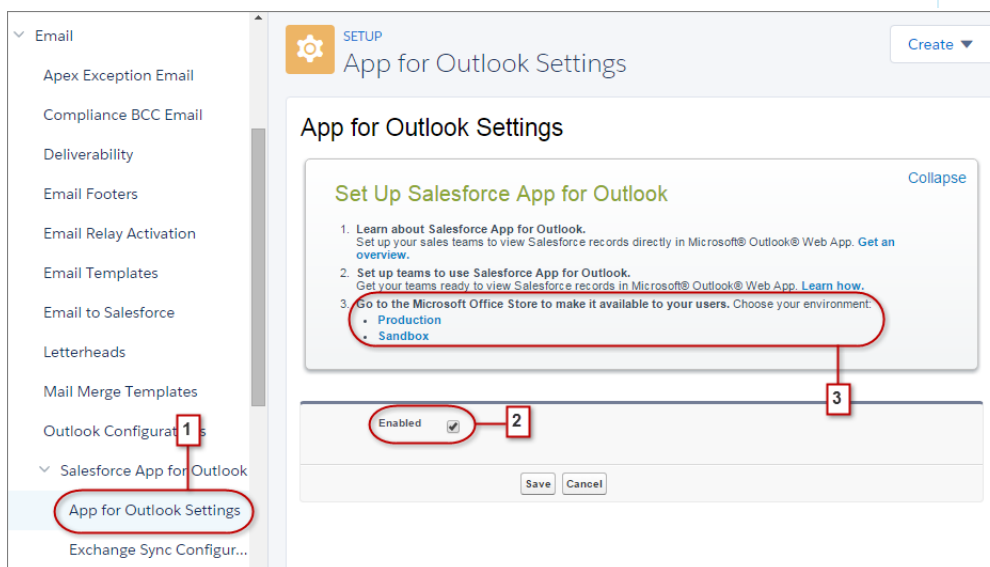 Email
Apex Exception Email
Compliance BCC Email
Deliverability
Email Footers
Email Relay Activation
Email Templates
Email to Salesforce
Letterheads
Mail Merge Templates
Outlook Configurat s
1
Salesforce App for Outlook
App for Outlook Settings
Exchange Sync Configur...
SETUP
App for Outlook Settings
Create
App for Outlook Settings
Collapse
Set Up Salesforce App for Outlook
1. Learn about Salesforce App for Outlook.
Set up your sales teams to view Salesforce records directly in Microsoft® Outlook® Web App. Get an
overview.
2. Set up teams to use Salesforce App for Outlook.
Get your teams ready to view Salesforce records in Microsoft® Outlook® Web App. Learn how.
3. Go to the Microsoft Office Store to make it available to your users. Choose your environment:
Production
Sandbox
3
Enabled
2
Save Cancel